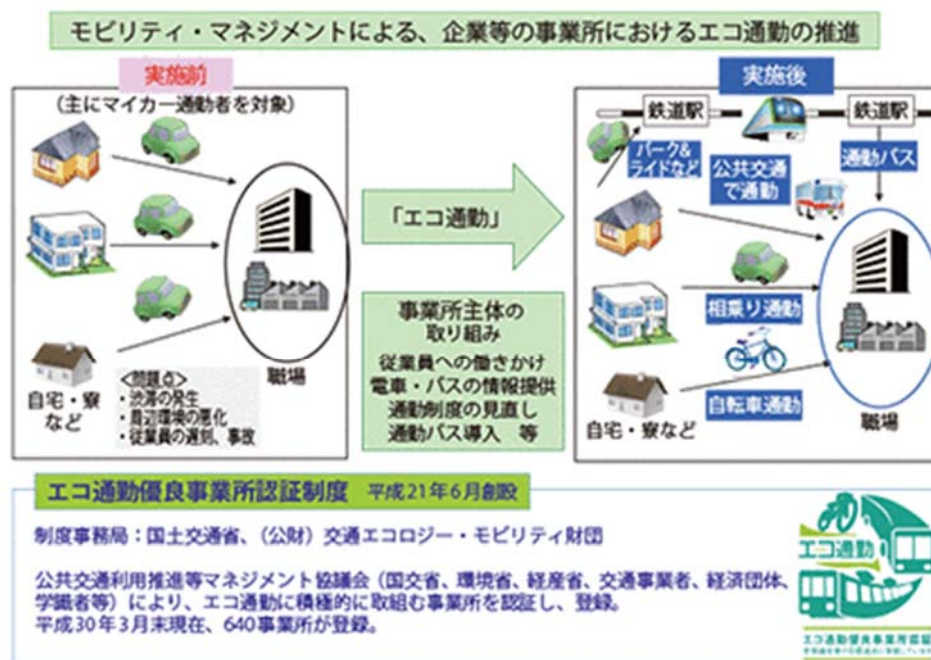 モビリティ・マネジメントによる、企業等の事業所におけるエコ通勤の推進
実施前
(主にマイカー通勤者を対象)
<問題点>
・渋滞の発生
・周辺環境の悪化
・従業員の遅刻、事故
自宅・寮
など
職場
「エコ通勤」
事業所主体の
取り組み
従業員への働きかけ
電車・バスの情報提供
通勤制度の見直し
通勤バス導入 等
実施後
鉄道駅
鉄道駅
パーク&
ライドなど
公共交通
で通勤
通勤バス
相乗り通勤
自転車通勤
自宅・寮など
職場
エコ通勤優良事業所認証制度 平成21年6月創設
制度事務局：国土交通省、(公財) 交通エコロジー・モビリティ財団
公共交通利用推進等マネジメント協議会（国交省、環境省、経産省、交通事業者、経済団体、
学識者等）により、エコ通勤に積極的に取組む事業所を認証し、登録。
平成30年3月末現在、640事業所が登録。
エコ通勤
エコ通勤優良事業所認証